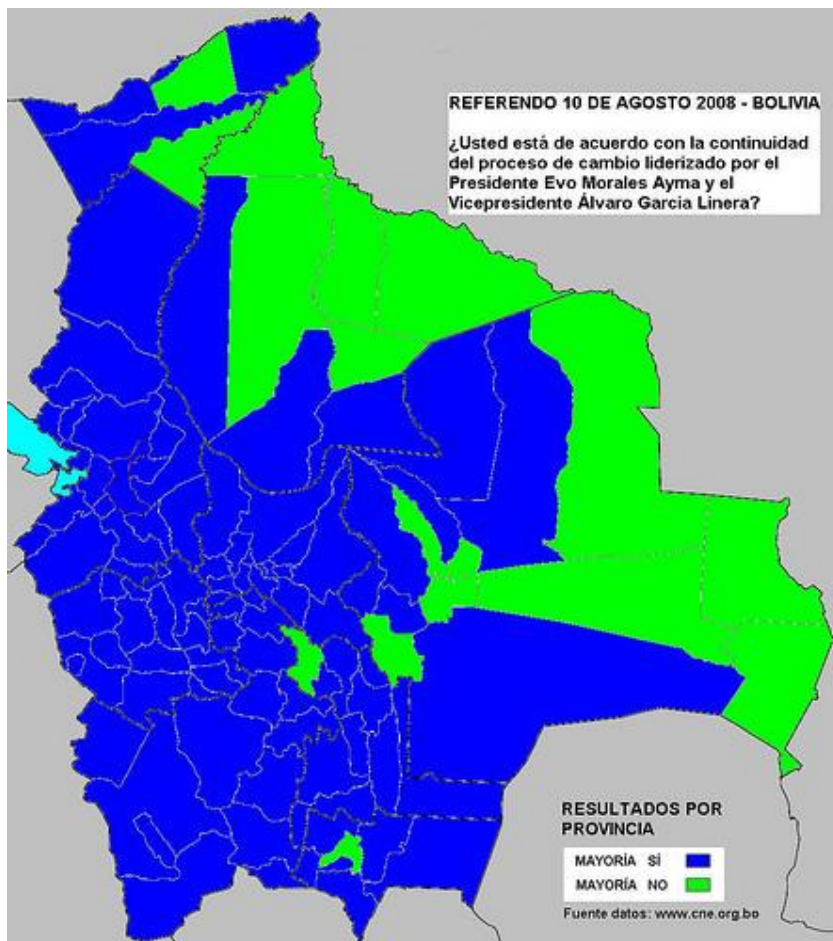 REFERENDO 10 DE AGOSTO 2008 - BOLIVIA
¿Usted está de acuerdo con la continuidad
del proceso de cambio liderizado por el
Presidente Evo Morales Ayma y el
Vicepresidente Álvaro Garcia Linera?
RESULTADOS POR
PROVINCIA
MAYORÍA SÍ
MAYORÍA NO
Fuente datos: www.cne.org.bo